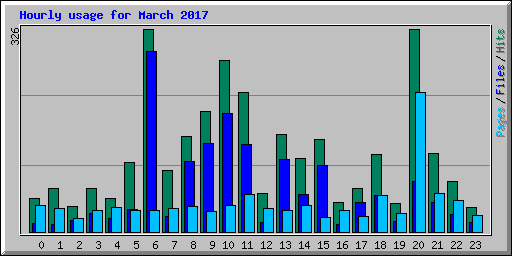 Hourly usage for March 2017
326
Pages / Files / Hits
0 1 2 3 4 5 6 7 8 9 10 11 12 13 14 15 16 17 18 19 20 21 22 23